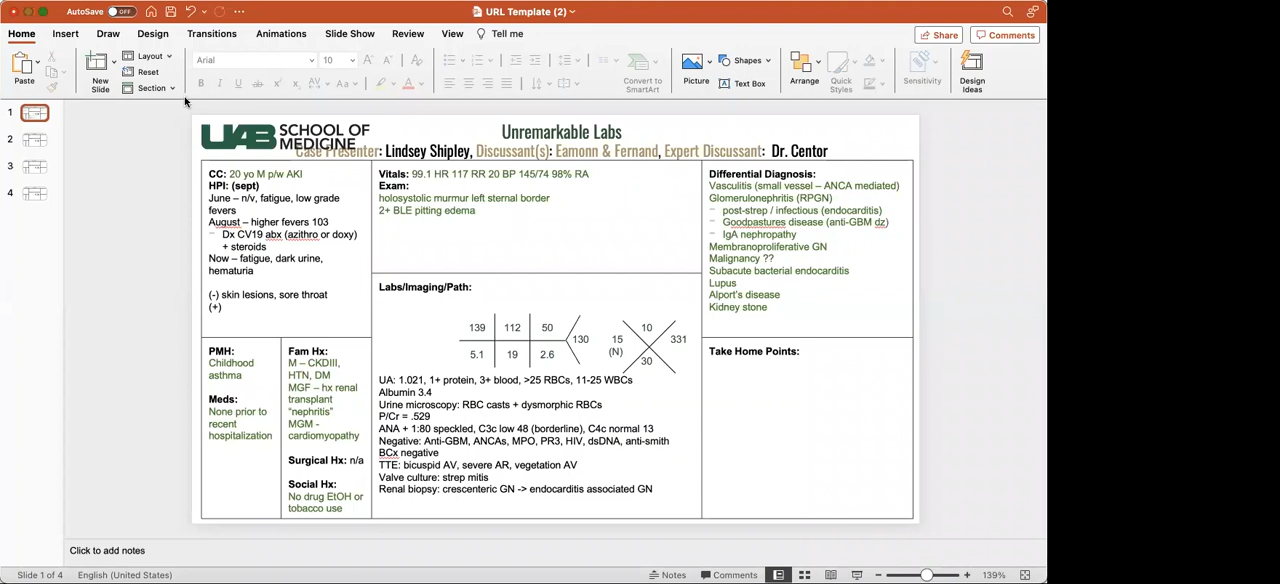 AutoSave OFF
URL Template (2)
Home Insert Draw Design Transitions Animations Slide Show Review View Tell me
Share Comments
Paste
New Slide
Layout
Reset
Section
Arial 10
B I U ab x² x₂ AV Aa A
Convert to SmartArt
Picture
Shapes
Text Box
Arrange
Quick Styles
Sensitivity
Design Ideas
1
2
3
4
UAB SCHOOL OF MEDICINE
Unremarkable Labs
Case Presenter: Lindsey Shipley, Discussant(s): Eamonn & Fernand, Expert Discussant: Dr. Centor
CC: 20 yo M p/w AKI
HPI: (sept)
June – n/v, fatigue, low grade
fevers
August – higher fevers 103
- Dx CV19 abx (azithro or doxy)
+ steroids
Now – fatigue, dark urine,
hematuria
(-) skin lesions, sore throat
(+)
PMH:
Childhood
asthma
Meds:
None prior to
recent
hospitalization
Fam Hx:
M – CKDIII,
HTN, DM
MGF – hx renal
transplant
"nephritis"
MGM -
cardiomyopathy
Surgical Hx: n/a
Social Hx:
No drug EtOH or
tobacco use
Vitals: 99.1 HR 117 RR 20 BP 145/74 98% RA
Exam:
holosystolic murmur left sternal border
2+ BLE pitting edema
Labs/Imaging/Path:
139 112 50
130
5.1 19 2.6
10
15
(N)
331
30
UA: 1.021, 1+ protein, 3+ blood, >25 RBCs, 11-25 WBCs
Albumin 3.4
Urine microscopy: RBC casts + dysmorphic RBCs
P/Cr = .529
ANA + 1:80 speckled, C3c low 48 (borderline), C4c normal 13
Negative: Anti-GBM, ANCAs, MPO, PR3, HIV, dsDNA, anti-smith
BCx negative
TTE: bicuspid AV, severe AR, vegetation AV
Valve culture: strep mitis
Renal biopsy: crescenteric GN -> endocarditis associated GN
Differential Diagnosis:
Vasculitis (small vessel – ANCA mediated)
Glomerulonephritis (RPGN)
- post-strep / infectious (endocarditis)
- Goodpastures disease (anti-GBM dz)
- IgA nephropathy
Membranoproliferative GN
Malignancy ??
Subacute bacterial endocarditis
Lupus
Alport's disease
Kidney stone
Take Home Points:
Click to add notes
Slide 1 of 4 English (United States) Notes Comments 139%